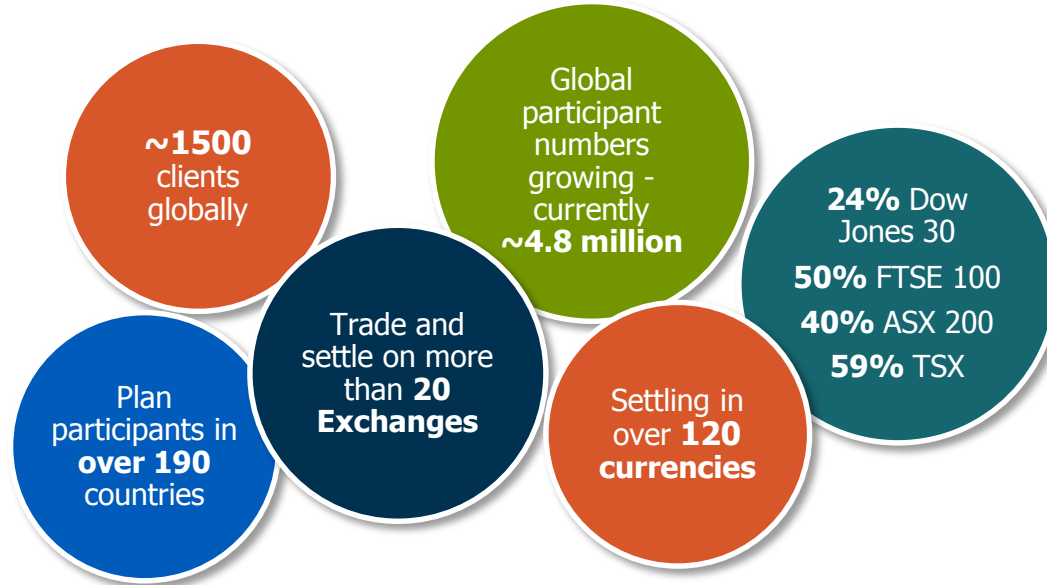 ~1500
clients
globally
Global
participant
numbers
growing -
currently
~4.8 million
24% Dow
Jones 30
50% FTSE 100
40% ASX 200
59% TSX
Plan
participants in
over 190
countries
Trade and
settle on more
than 20
Exchanges
Settling in
over 120
currencies